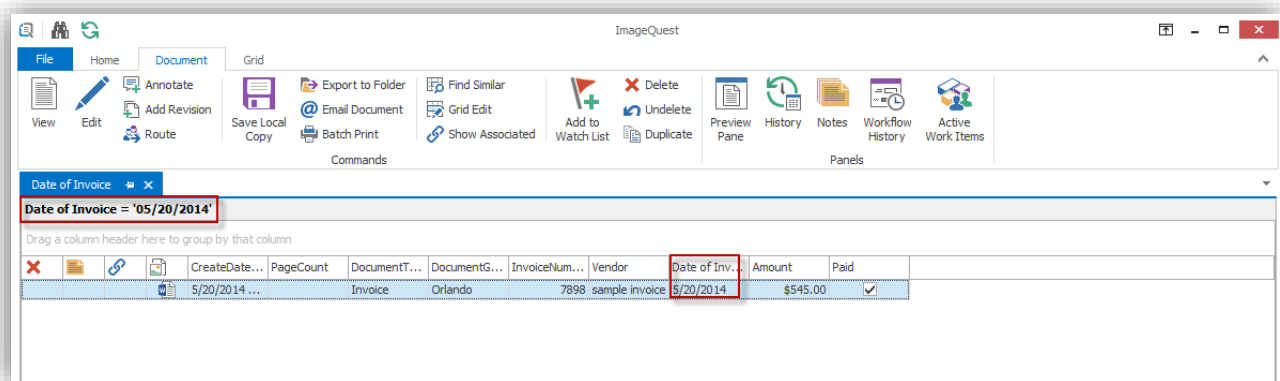 ImageQuest
File Home Document Grid
View
Edit
Annotate
Add Revision
Route
Save Local
Copy
Export to Folder
Email Document
Batch Print
Find Similar
Grid Edit
Show Associated
Add to
Watch List
Delete
Undelete
Duplicate
Preview
Pane
History
Notes
Workflow
History
Active
Work Items
Commands
Panels
Date of Invoice
Date of Invoice = '05/20/2014'
Drag a column header here to group by that column
CreateDate... PageCount DocumentT... DocumentG... InvoiceNum... Vendor Date of Inv... Amount Paid
5/20/2014 ... Invoice Orlando 7898 sample invoice 5/20/2014 $545.00